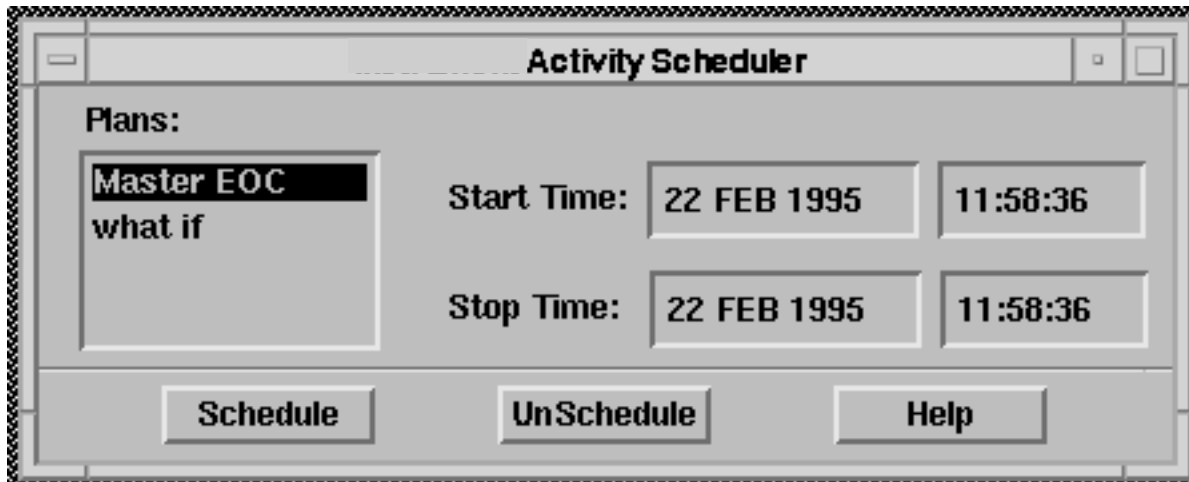 Activity Scheduler
Plans:
Master EOC
what if
Start Time: 22 FEB 1995 11:58:36
Stop Time: 22 FEB 1995 11:58:36
Schedule UnSchedule Help